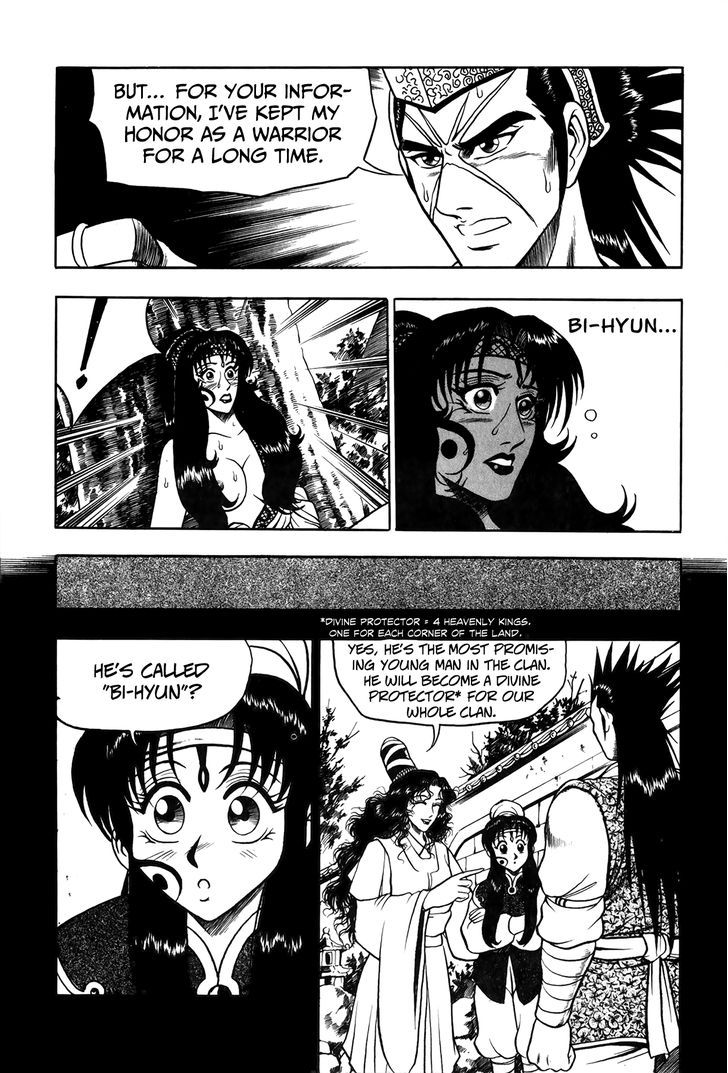 BUT... FOR YOUR INFOR-
MATION, I'VE KEPT MY
HONOR AS A WARRIOR
FOR A LONG TIME.
!
BI-HYUN...
*DIVINE PROTECTOR = 4 HEAVENLY KINGS.
ONE FOR EACH CORNER OF THE LAND.
HE'S CALLED
"BI-HYUN"?
YES, HE'S THE MOST PROMIS-
ING YOUNG MAN IN THE CLAN.
HE WILL BECOME A DIVINE
PROTECTOR* FOR OUR
WHOLE CLAN.